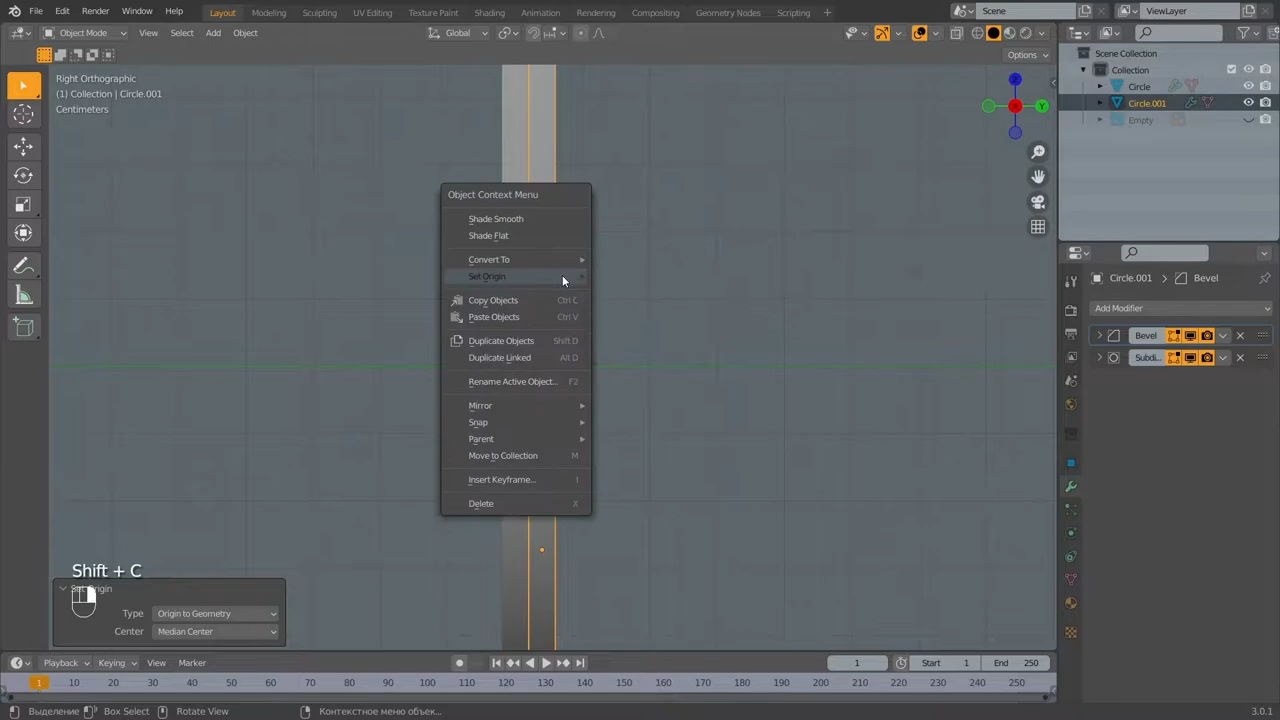 File Edit Render Window Help
Layout Modeling Sculpting UV Editing Texture Paint Shading Animation Rendering Compositing Geometry Nodes Scripting +
Scene
ViewLayer
Object Mode View Select Add Object
Global
Options
Right Orthographic
(1) Collection | Circle.001
Centimeters
Z
Y
X
Scene Collection
Collection
Circle
Circle.001
Empty
Circle.001 > Bevel
Add Modifier
Bevel
Subdi...
Object Context Menu
Shade Smooth
Shade Flat
Convert To
Set Origin
Copy Objects Ctrl C
Paste Objects Ctrl V
Duplicate Objects Shift D
Duplicate Linked Alt D
Rename Active Object... F2
Mirror
Snap
Parent
Move to Collection M
Insert Keyframe... I
Delete X
Shift + C
Set Origin
Type Origin to Geometry
Center Median Center
Playback Keying View Marker
1
Start 1
End 250
1 10 20 30 40 50 60 70 80 90 100 110 120 130 140 150 160 170 180 190 200 210 220 230 240 250
Выделение Box Select Rotate View Контекстное меню объек...
3.0.1